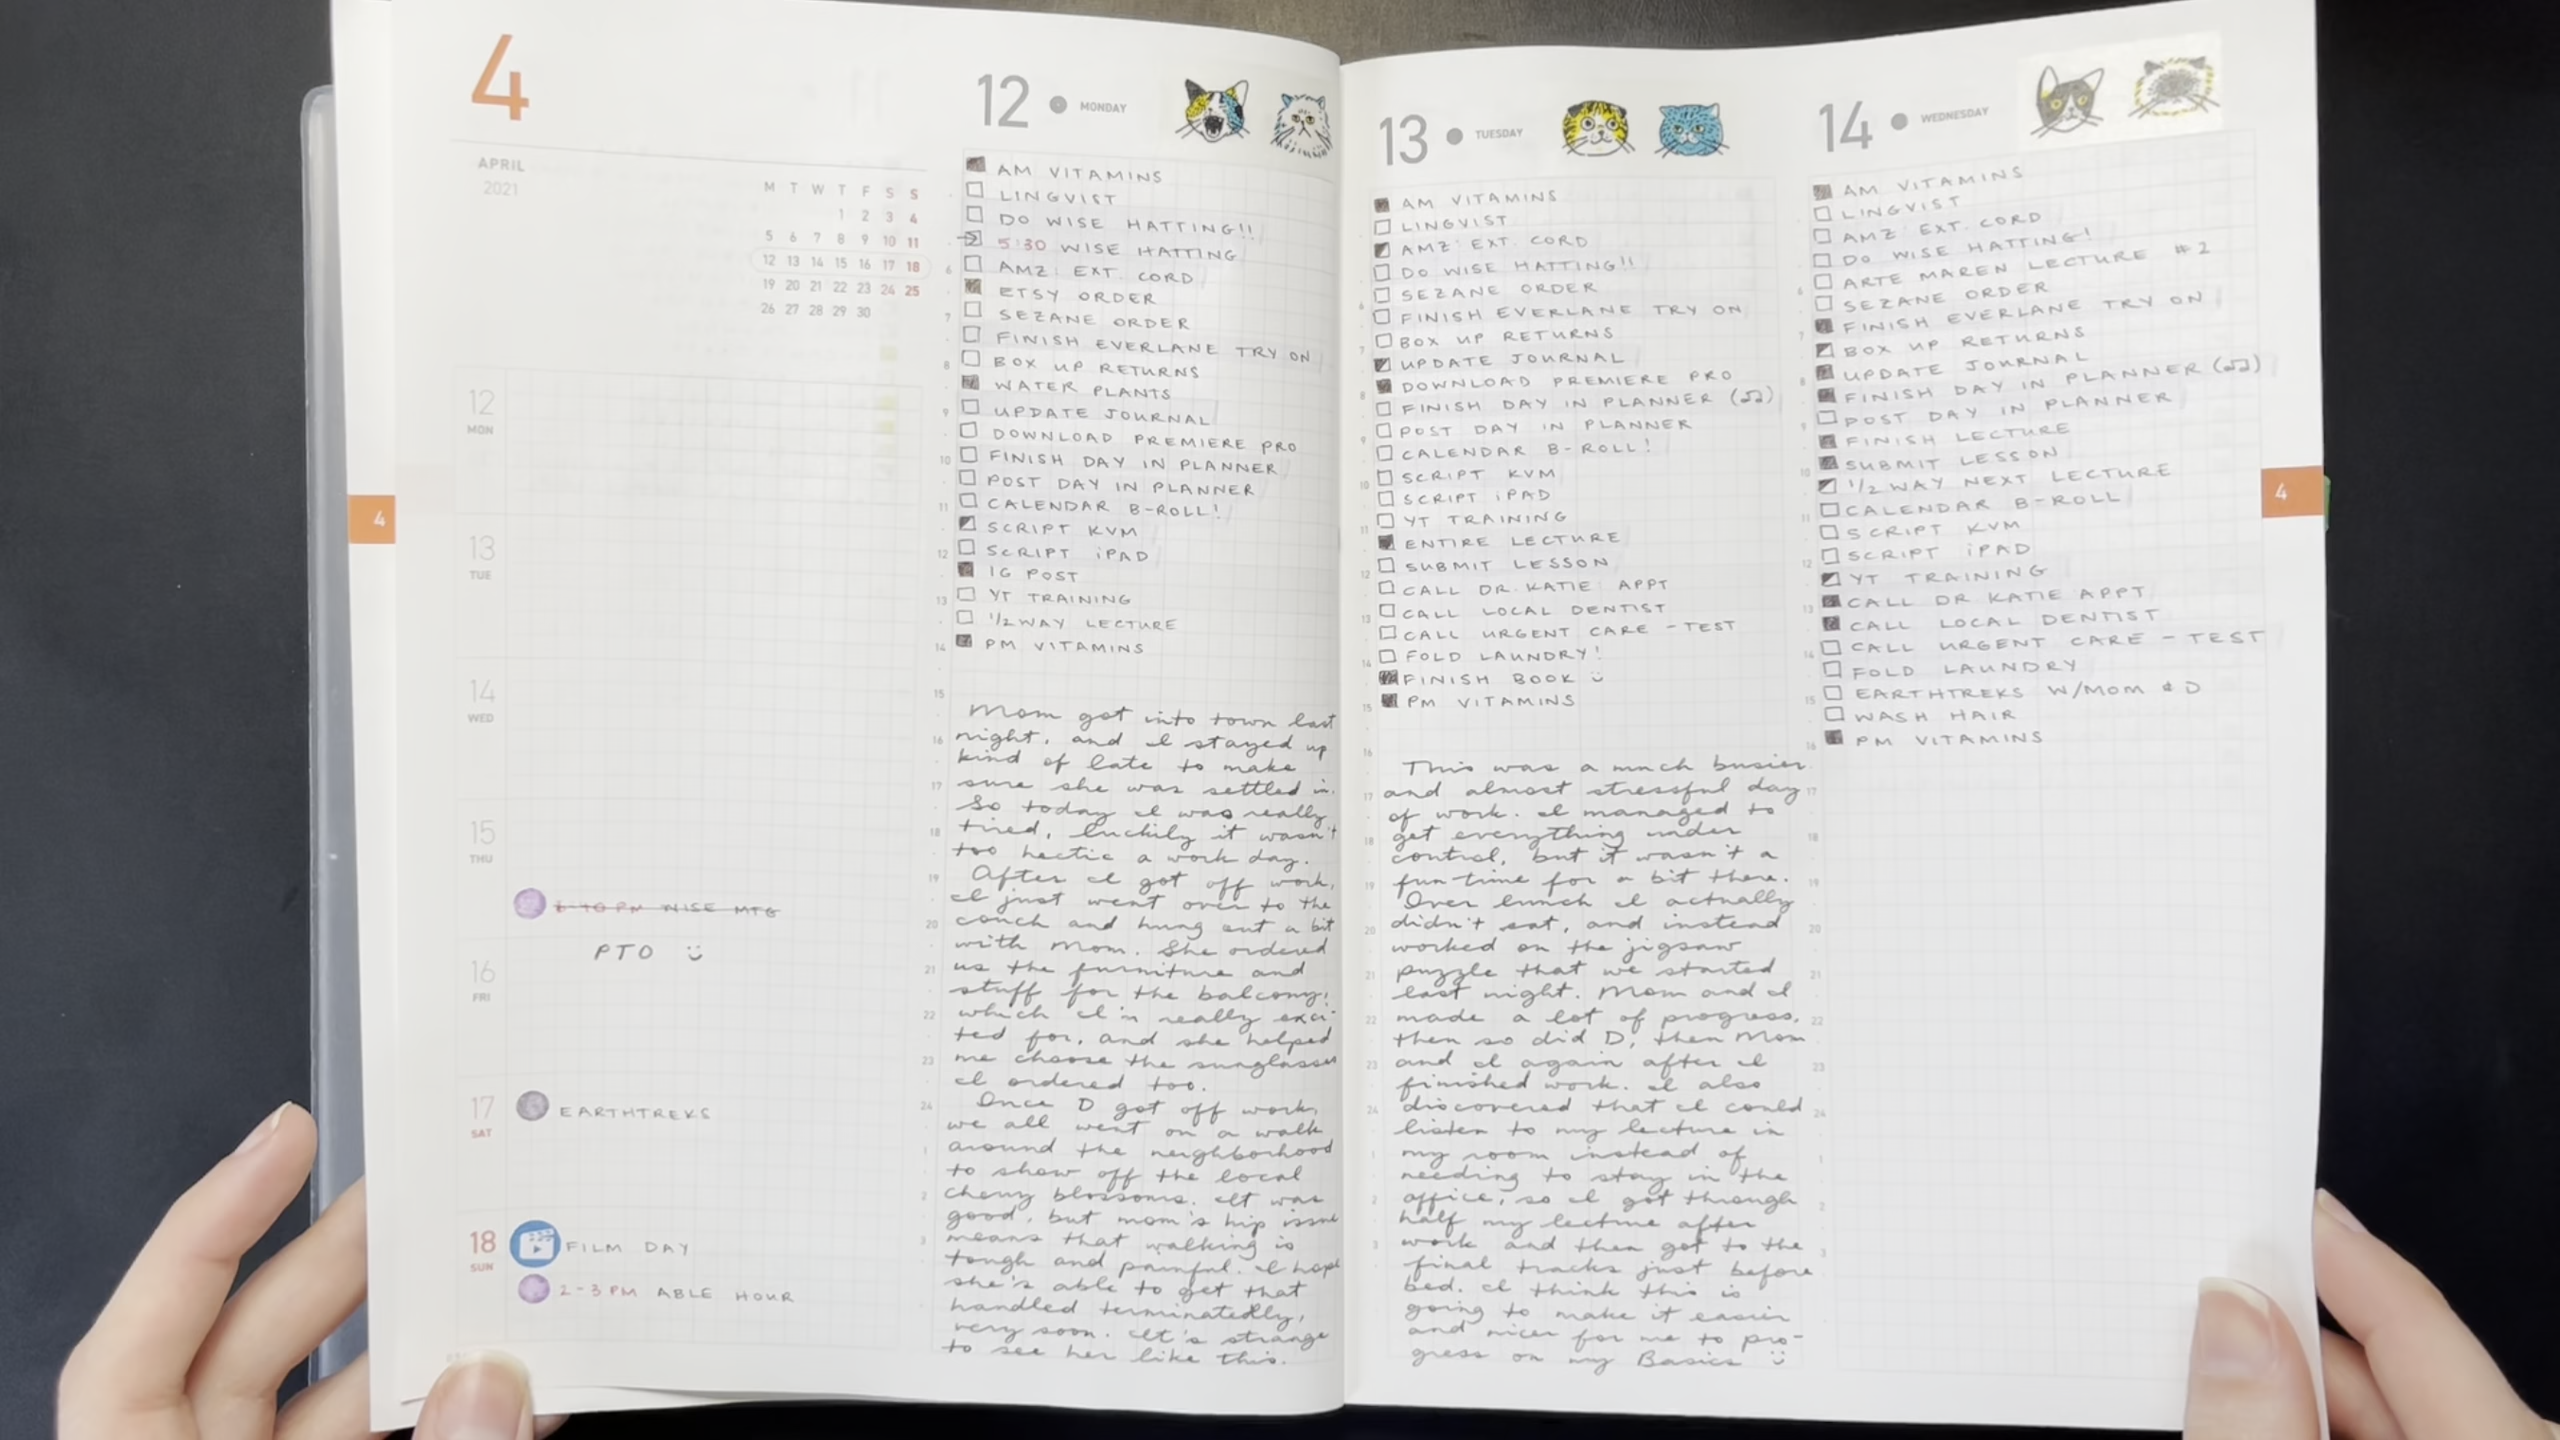 4
APRIL
2021
M T W T F S S
1 2 3 4
5 6 7 8 9 10 11
12 13 14 15 16 17 18
19 20 21 22 23 24 25
26 27 28 29 30
12
MON
13
TUE
14
WED
15
THU
6:40 PM WISE MTG
PTO
16
FRI
17
SAT
EARTHTREKS
18
SUN
FILM DAY
2-3 PM ABLE HOUR
4
12 MONDAY
AM VITAMINS
LINGVIST
DO WISE HATTING!!
5:30 WISE HATTING
AMZ: EXT. CORD
ETSY ORDER
SEZANE ORDER
FINISH EVERLANE TRY ON
BOX UP RETURNS
WATER PLANTS
UPDATE JOURNAL
DOWNLOAD PREMIERE PRO
FINISH DAY IN PLANNER
POST DAY IN PLANNER
CALENDAR B-ROLL!
SCRIPT KVM
SCRIPT iPAD
IG POST
YT TRAINING
1/2 WAY LECTURE
PM VITAMINS
Mom got into town last
night, and I stayed up
kind of late to make
sure she was settled in.
So today I was really
tired, luckily it wasn't
too hectic a work day.
After I got off work,
I just went over to the
couch and hung out a bit
with Mom. She ordered
us the furniture and
stuff for the balcony!
which I'm really exci-
ted for, and she helped
me choose the sunglasses
I ordered too.
Once D got off work,
we all went on a walk
around the neighborhood
to show off the local
cherry blossoms. It was
good, but mom's hip issue
means that walking is
tough and painful. I hope
she's able to get that
handled terminatedly,
very soon. It's strange
to see her like this.
13 TUESDAY
AM VITAMINS
LINGVIST
AMZ: EXT. CORD
DO WISE HATTING!!
SEZANE ORDER
FINISH EVERLANE TRY ON
BOX UP RETURNS
UPDATE JOURNAL
DOWNLOAD PREMIERE PRO
FINISH DAY IN PLANNER (♫)
POST DAY IN PLANNER
CALENDAR B-ROLL!
SCRIPT KVM
SCRIPT iPAD
YT TRAINING
ENTIRE LECTURE
SUBMIT LESSON
CALL DR. KATIE APPT
CALL LOCAL DENTIST
CALL URGENT CARE - TEST
FOLD LAUNDRY!
FINISH BOOK
PM VITAMINS
This was a much busier
and almost stressful day
of work. I managed to
get everything under
control, but it wasn't a
fun time for a bit there.
Over lunch I actually
didn't eat, and instead
worked on the jigsaw
puzzle that we started
last night. Mom and I
made a lot of progress,
then so did D, then Mom
and I again after I
finished work. I also
discovered that I could
listen to my lecture in
my room instead of
needing to stay in the
office, so I got through
half my lecture after
work and then got to the
final tracks just before
bed. I think this is
going to make it easier
and nicer for me to pro-
gress on my Basics
14 WEDNESDAY
AM VITAMINS
LINGVIST
AMZ: EXT. CORD
DO WISE HATTING!
ARTE MAREN LECTURE #2
SEZANE ORDER
FINISH EVERLANE TRY ON
BOX UP RETURNS
UPDATE JOURNAL
FINISH DAY IN PLANNER (♫)
POST DAY IN PLANNER
FINISH LECTURE
SUBMIT LESSON
1/2 WAY NEXT LECTURE
CALENDAR B-ROLL
SCRIPT KVM
SCRIPT iPAD
YT TRAINING
CALL DR KATIE APPT
CALL LOCAL DENTIST
CALL URGENT CARE - TEST
FOLD LAUNDRY
EARTHTREKS W/MOM & D
WASH HAIR
PM VITAMINS
4